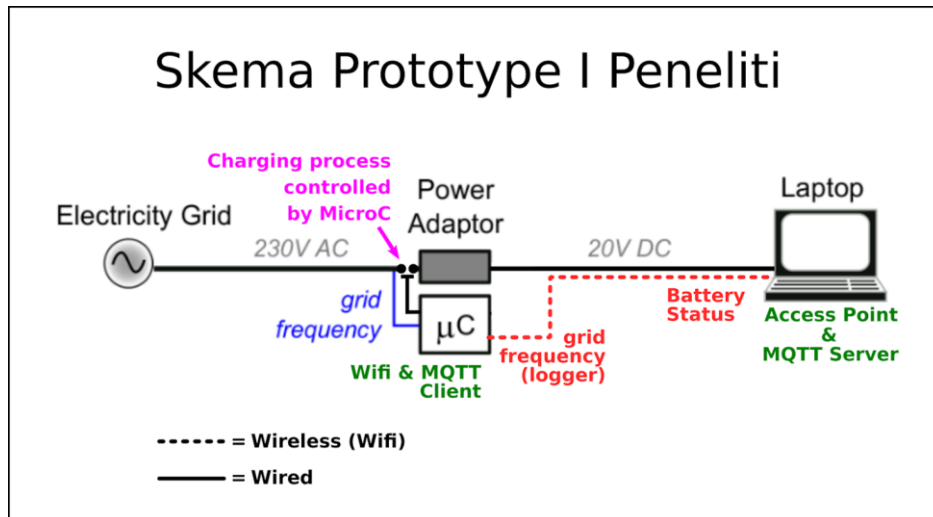 Skema Prototype I Peneliti
Charging process
controlled
by MicroC
Power
Adaptor
Laptop
Electricity Grid
230V AC
20V DC
grid
frequency
μC
Battery
Status
grid
frequency
(logger)
Access Point
&
MQTT Server
Wifi & MQTT
Client
= Wireless (Wifi)
= Wired